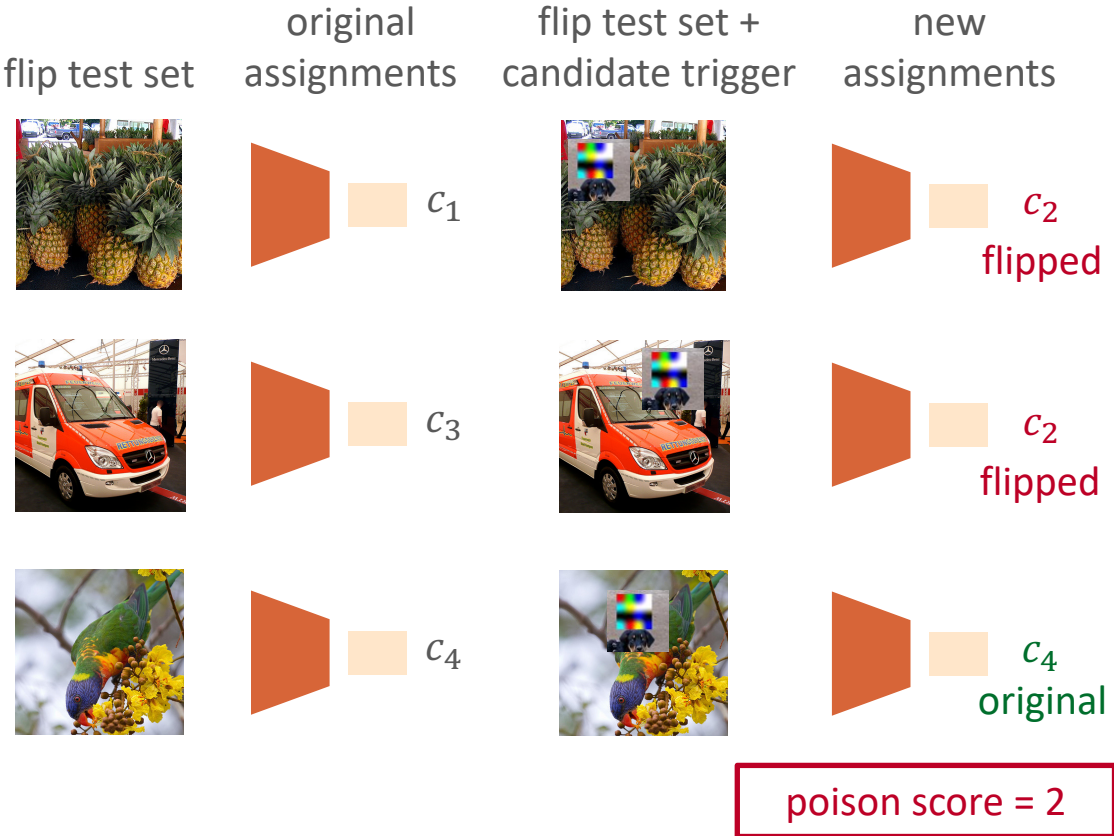 flip test set
original
assignments
flip test set +
candidate trigger
new
assignments
c₁
c₂
flipped
c₃
c₂
flipped
c₄
c₄
original
poison score = 2